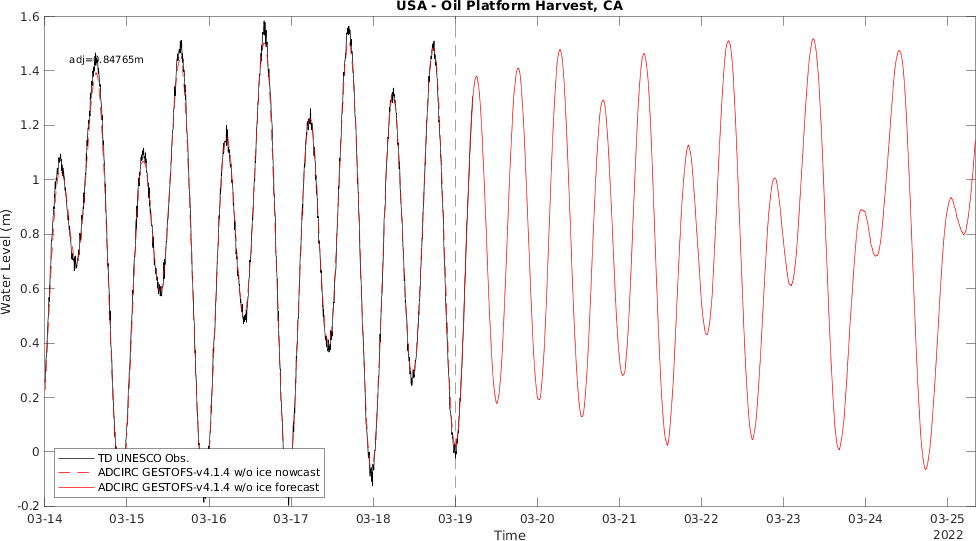 USA - Oil Platform Harvest, CA
1.6
1.4
1.2
1
0.8
0.6
0.4
0.2
0
-0.2
Water Level (m)
adj=0.84765m
TD UNESCO Obs.
ADCIRC GESTOFS-v4.1.4 w/o ice nowcast
ADCIRC GESTOFS-v4.1.4 w/o ice forecast
03-14 03-15 03-16 03-17 03-18 03-19 03-20 03-21 03-22 03-23 03-24 03-25
Time
2022